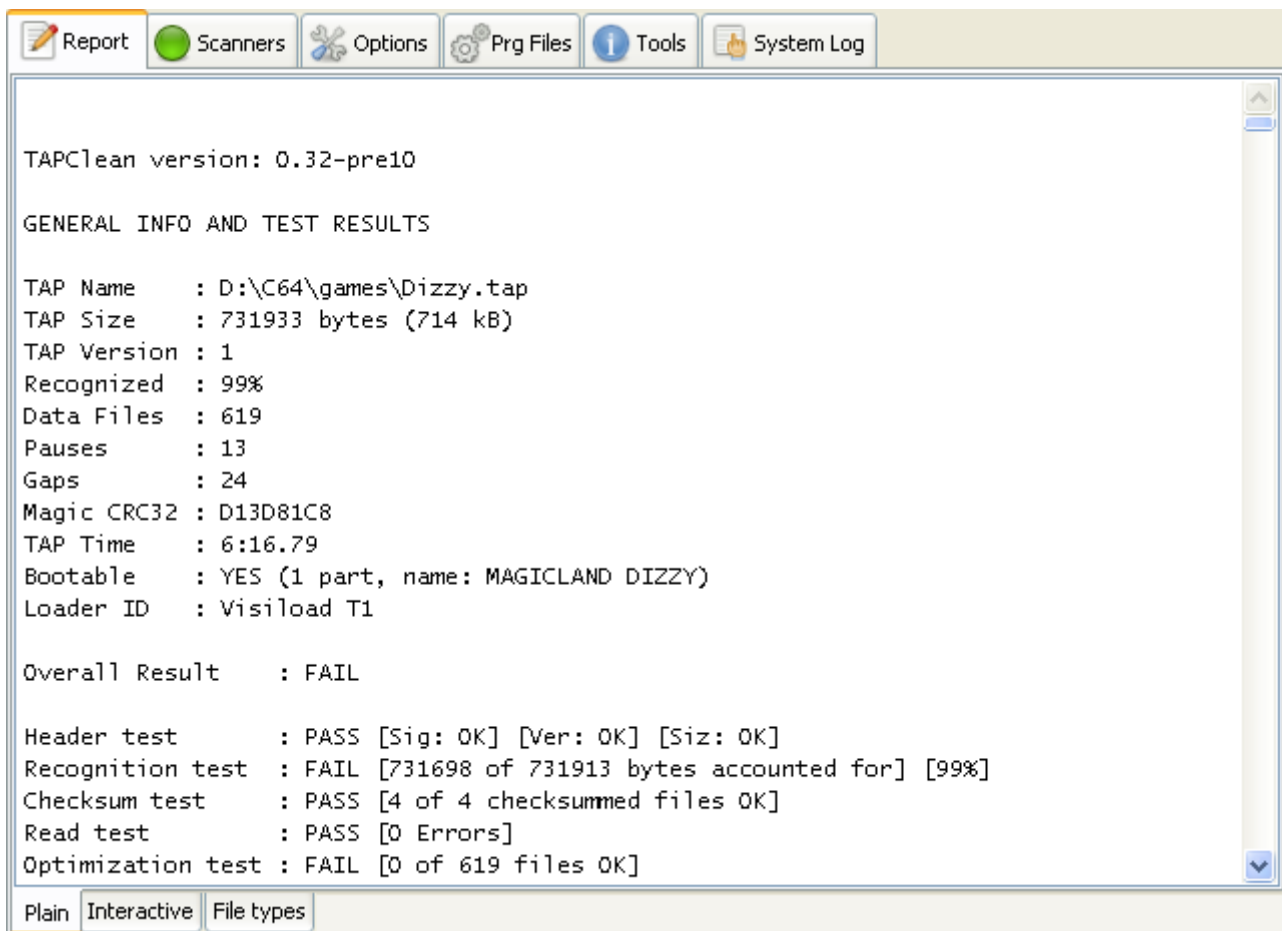 Report Scanners Options Prg Files Tools System Log
TAPClean version: 0.32-pre10
GENERAL INFO AND TEST RESULTS
TAP Name : D:\C64\games\Dizzy.tap
TAP Size : 731933 bytes (714 kB)
TAP Version : 1
Recognized : 99%
Data Files : 619
Pauses : 13
Gaps : 24
Magic CRC32 : D13D81C8
TAP Time : 6:16.79
Bootable : YES (1 part, name: MAGICLAND DIZZY)
Loader ID : Visiload T1
Overall Result : FAIL
Header test : PASS [Sig: OK] [Ver: OK] [Siz: OK]
Recognition test : FAIL [731698 of 731913 bytes accounted for] [99%]
Checksum test : PASS [4 of 4 checksummed files OK]
Read test : PASS [0 Errors]
Optimization test : FAIL [0 of 619 files OK]
Plain Interactive File types